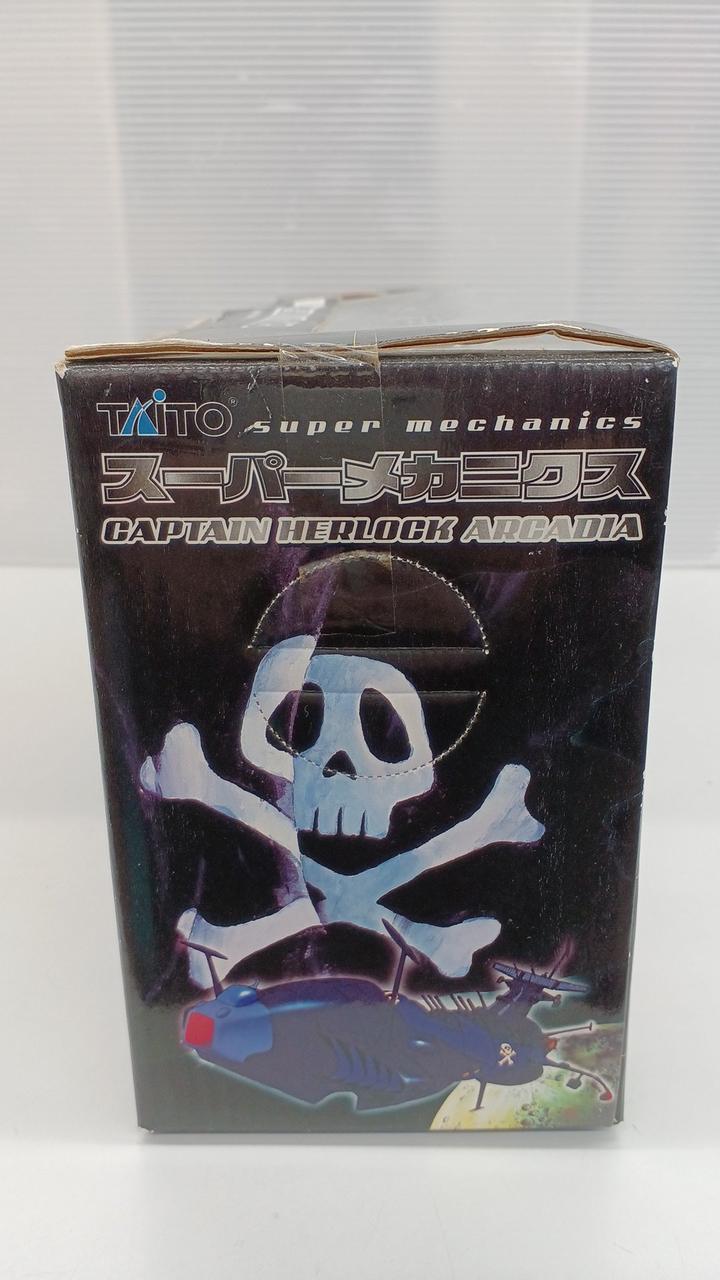 TAITO® super mechanics
スーパーメカニクス
CAPTAIN HERLOCK ARCADIA